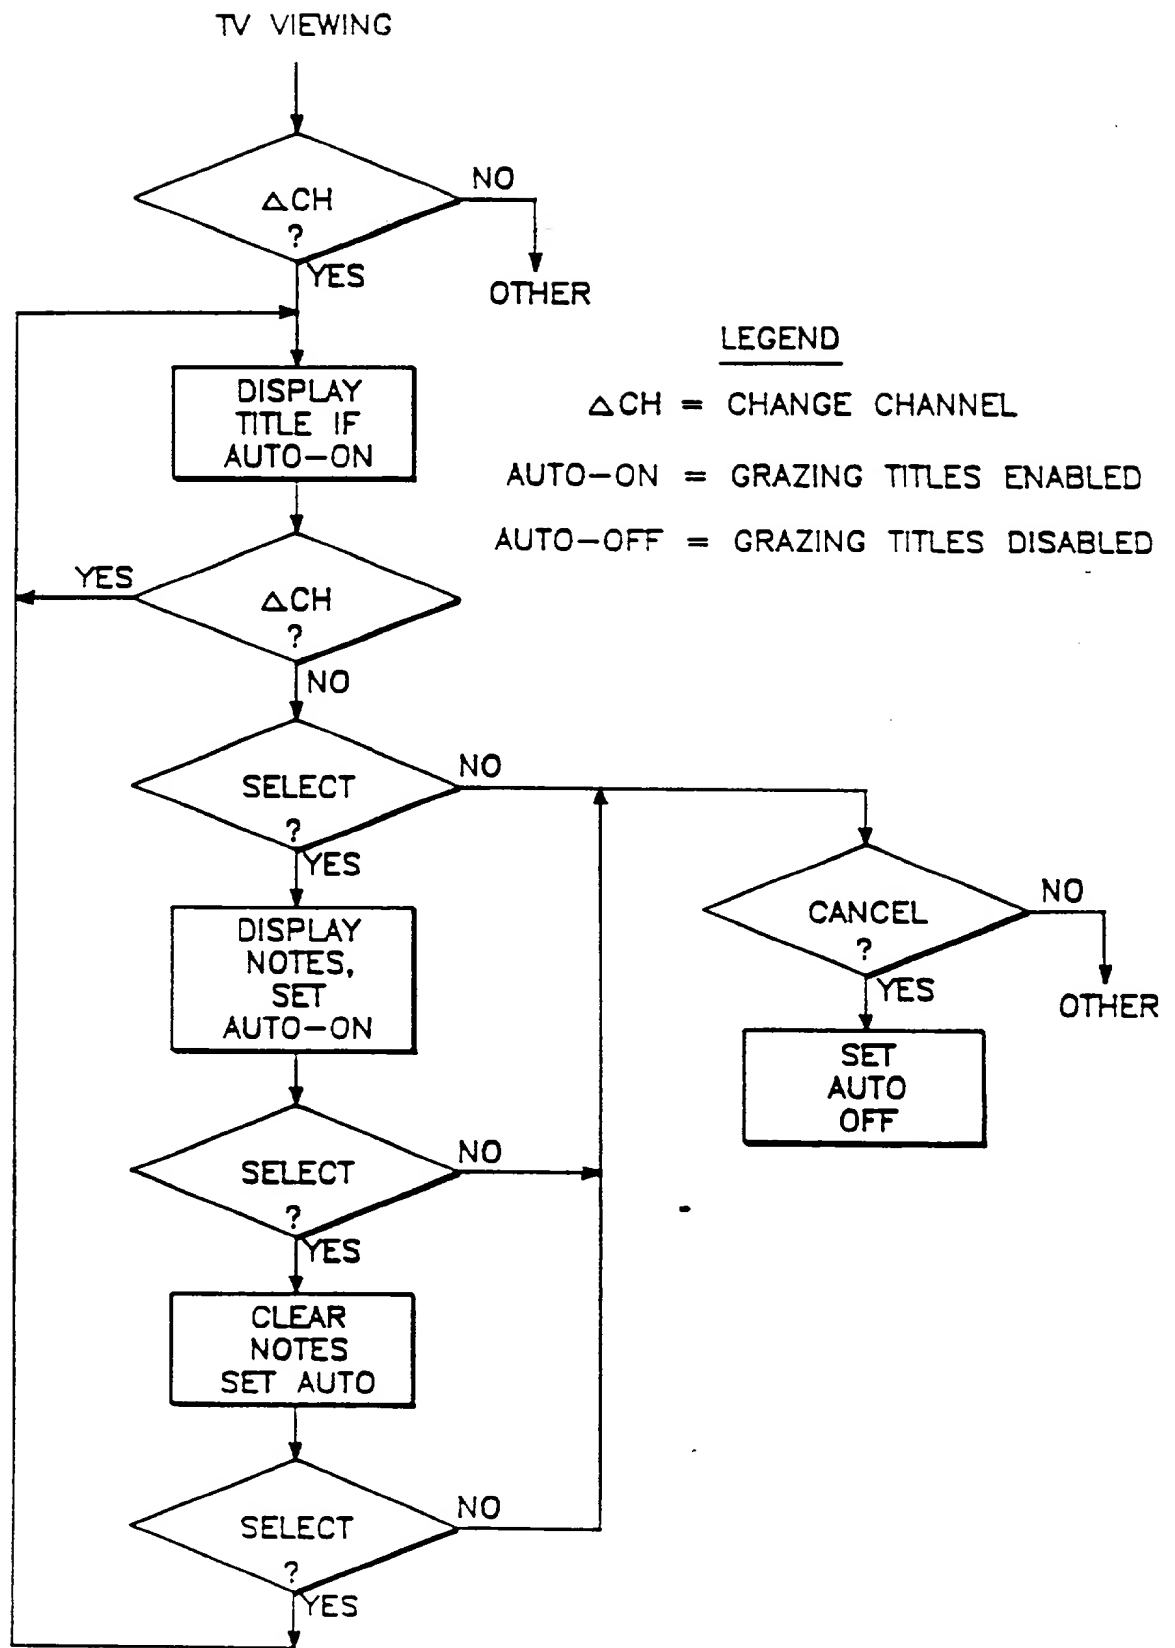 TV VIEWING
△CH
?
NO
YES
OTHER
LEGEND
△CH = CHANGE CHANNEL
AUTO-ON = GRAZING TITLES ENABLED
AUTO-OFF = GRAZING TITLES DISABLED
DISPLAY
TITLE IF
AUTO-ON
YES
△CH
?
NO
SELECT
?
NO
YES
DISPLAY
NOTES,
SET
AUTO-ON
CANCEL
?
NO
YES
OTHER
SET
AUTO
OFF
SELECT
?
NO
YES
CLEAR
NOTES
SET AUTO
SELECT
?
NO
YES